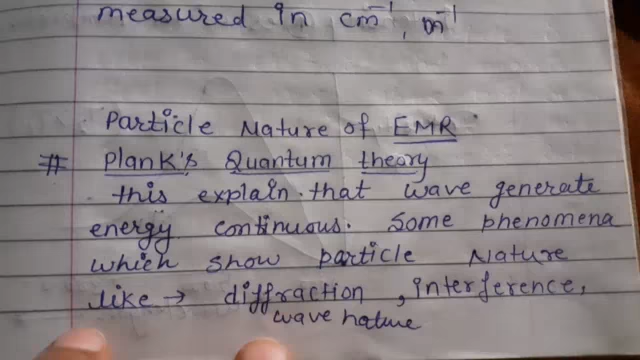 measured in cm⁻¹, m⁻¹
Particle Nature of EMR
# Plank's Quantum theory
this explain that wave generate
energy continuous. Some phenomena
which show particle Nature
like → diffraction, interference,
wave nature